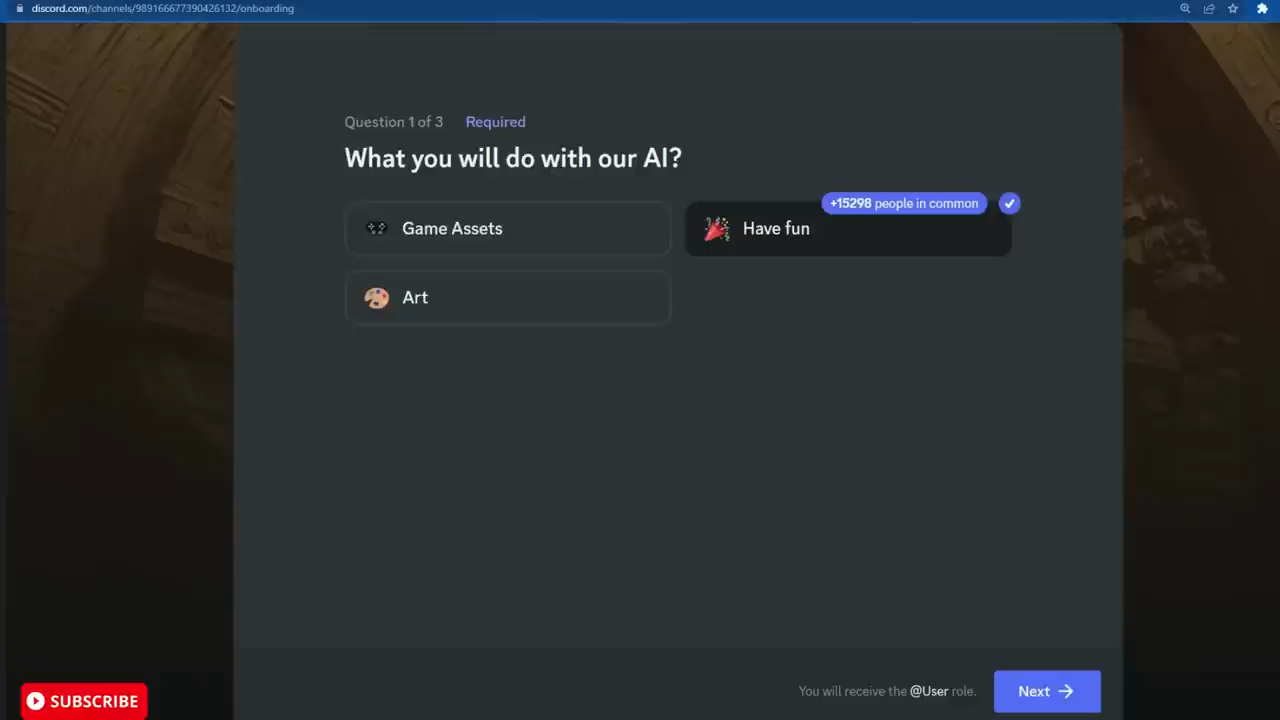 discord.com/channels/989166677390426132/onboarding
Question 1 of 3 Required
What you will do with our AI?
+15298 people in common
Game Assets
Have fun
Art
You will receive the @User role.
Next
SUBSCRIBE